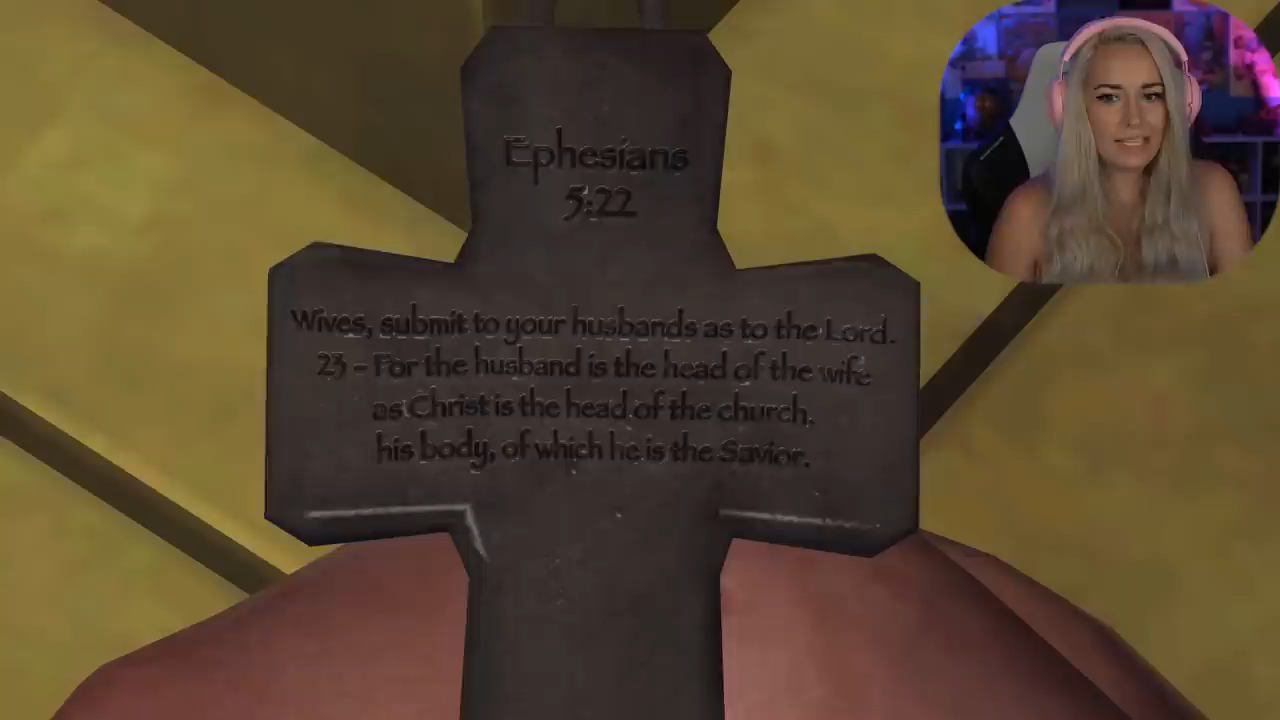 Ephesians
5:22
Wives, submit to your husbands as to the Lord.
23 - For the husband is the head of the wife
as Christ is the head of the church,
his body, of which he is the Savior.